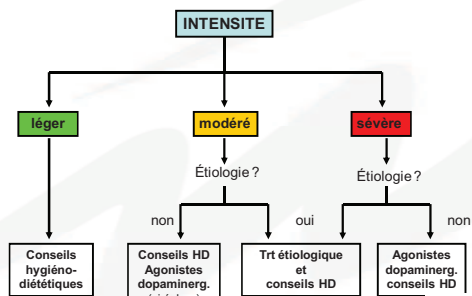 INTENSITE
léger
modéré
sévère
Étiologie ?
Étiologie ?
non
oui
non
Conseils
hygiéno-
diététiques
Conseils HD
Agonistes
dopaminerg.
Trt étiologique
et
conseils HD
Agonistes
dopaminerg.
conseils HD